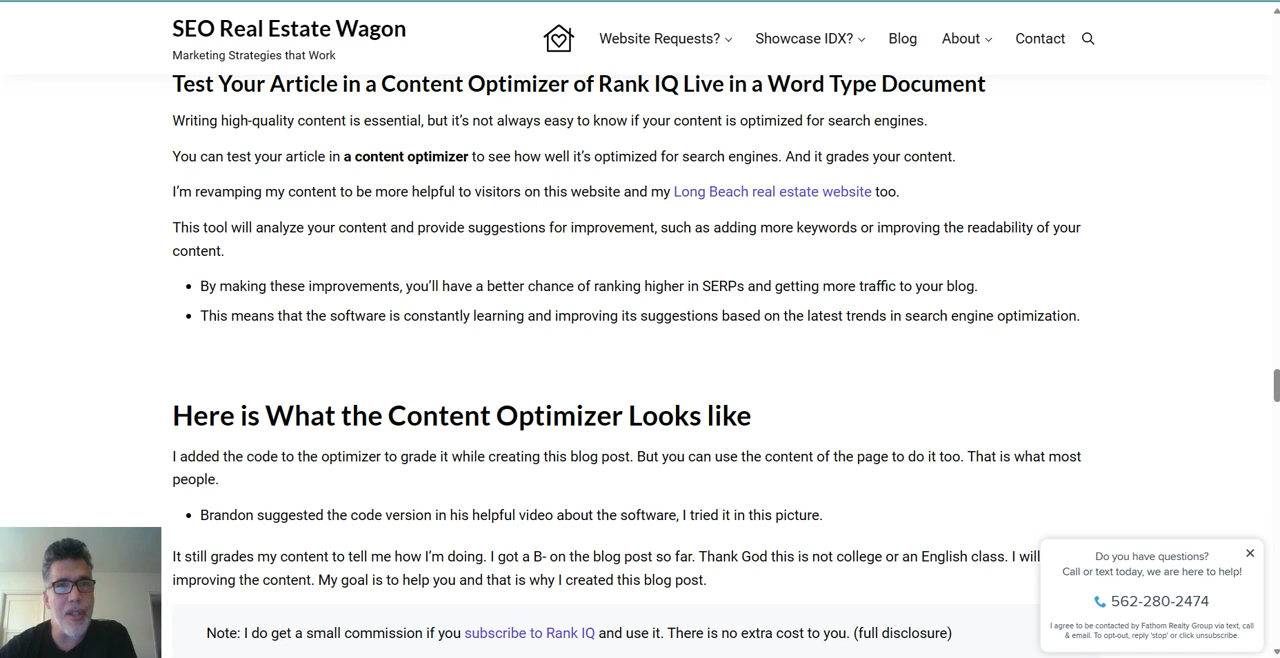 SEO Real Estate Wagon
Marketing Strategies that Work
Website Requests?
Showcase IDX?
Blog
About
Contact
Test Your Article in a Content Optimizer of Rank IQ Live in a Word Type Document
Writing high-quality content is essential, but it’s not always easy to know if your content is optimized for search engines.
You can test your article in a content optimizer to see how well it’s optimized for search engines. And it grades your content.
I’m revamping my content to be more helpful to visitors on this website and my Long Beach real estate website too.
This tool will analyze your content and provide suggestions for improvement, such as adding more keywords or improving the readability of your
content.
• By making these improvements, you’ll have a better chance of ranking higher in SERPs and getting more traffic to your blog.
• This means that the software is constantly learning and improving its suggestions based on the latest trends in search engine optimization.
Here is What the Content Optimizer Looks like
I added the code to the optimizer to grade it while creating this blog post. But you can use the content of the page to do it too. That is what most
people.
• Brandon suggested the code version in his helpful video about the software, I tried it in this picture.
It still grades my content to tell me how I’m doing. I got a B- on the blog post so far. Thank God this is not college or an English class. I will
improving the content. My goal is to help you and that is why I created this blog post.
Note: I do get a small commission if you subscribe to Rank IQ and use it. There is no extra cost to you. (full disclosure)
Do you have questions?
Call or text today, we are here to help!
562-280-2474
I agree to be contacted by Fathom Realty Group via text, call
& email. To opt-out, reply 'stop' or click unsubscribe.